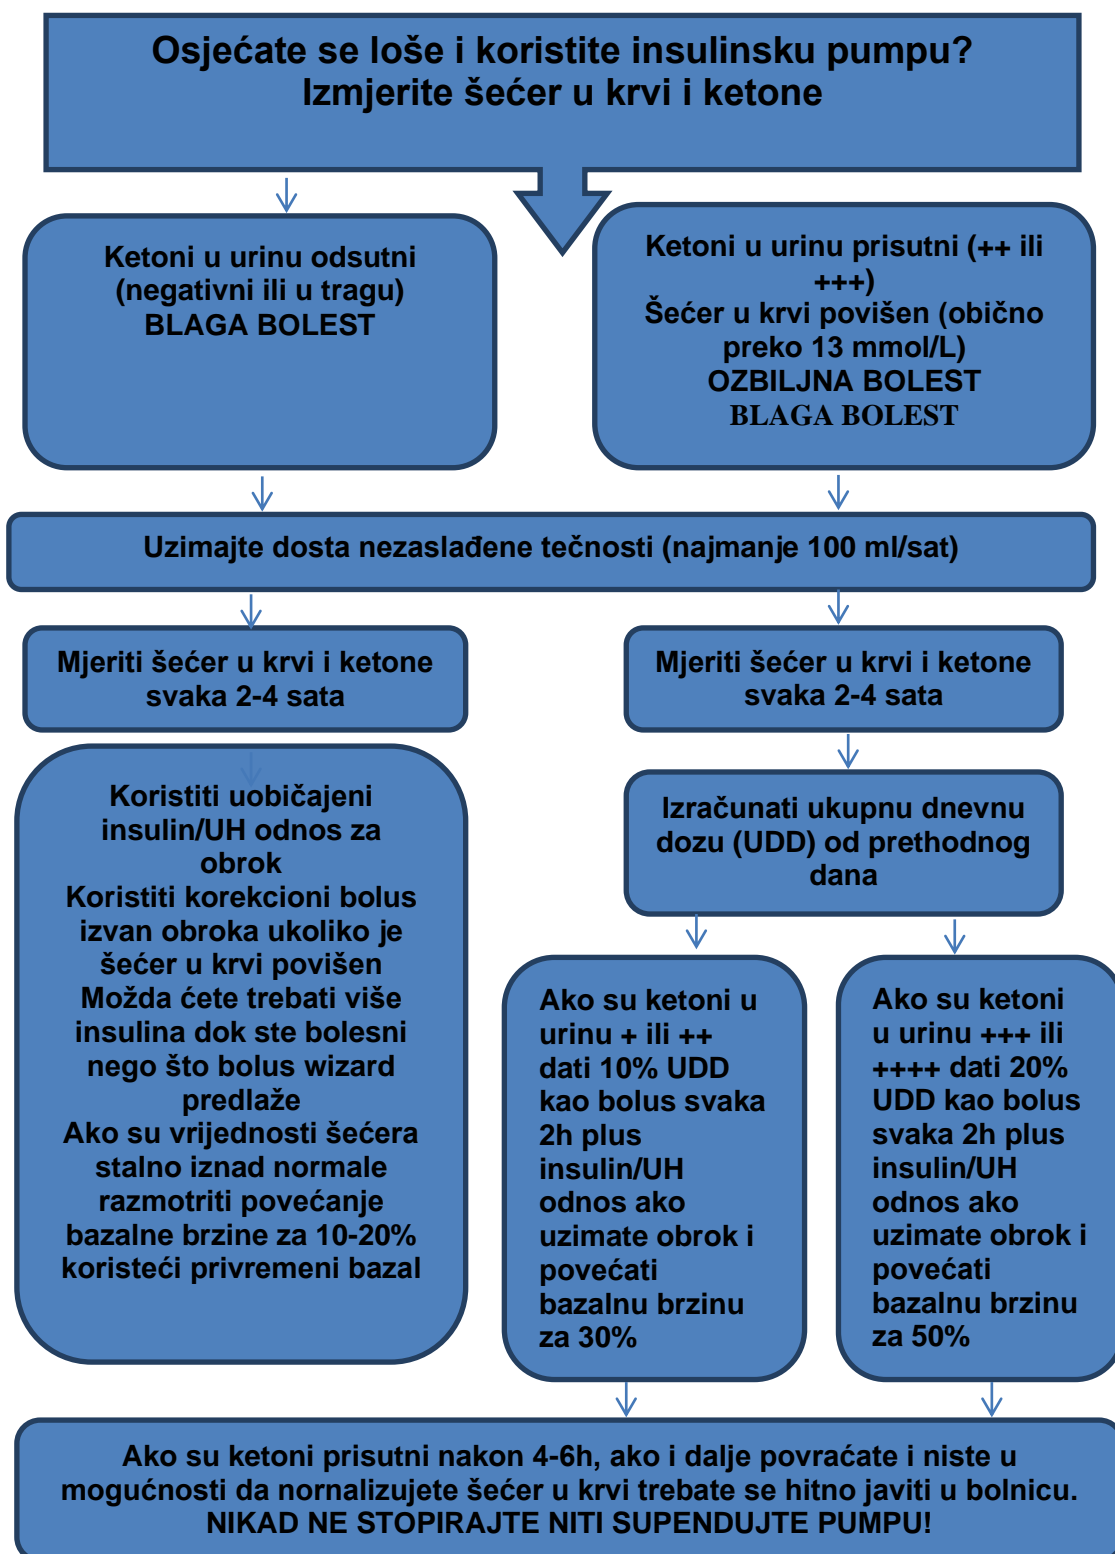 Osjećate se loše i koristite insulinsku pumpu?
Izmjerite šećer u krvi i ketone
Ketoni u urinu odsutni
(negativni ili u tragu)
BLAGA BOLEST
Ketoni u urinu prisutni (++ ili
+++)
Šećer u krvi povišen (obično
preko 13 mmol/L)
OZBILJNA BOLEST
BLAGA BOLEST
Uzimajte dosta nezaslađene tečnosti (najmanje 100 ml/sat)
Mjeriti šećer u krvi i ketone
svaka 2-4 sata
Mjeriti šećer u krvi i ketone
svaka 2-4 sata
Koristiti uobičajeni
insulin/UH odnos za
obrok
Koristiti korekcioni bolus
izvan obroka ukoliko je
šećer u krvi povišen
Možda ćete trebati više
insulina dok ste bolesni
nego što bolus wizard
predlaže
Ako su vrijednosti šećera
stalno iznad normale
razmotriti povećanje
bazalne brzine za 10-20%
koristeći privremeni bazal
Izračunati ukupnu dnevnu
dozu (UDD) od prethodnog
dana
Ako su ketoni u
urinu + ili ++
dati 10% UDD
kao bolus svaka
2h plus
insulin/UH
odnos ako
uzimate obrok i
povećati
bazalnu brzinu
za 30%
Ako su ketoni
u urinu +++ ili
++++ dati 20%
UDD kao bolus
svaka 2h plus
insulin/UH
odnos ako
uzimate obrok i
povećati
bazalnu brzinu
za 50%
Ako su ketoni prisutni nakon 4-6h, ako i dalje povraćate i niste u
mogućnosti da nornalizujete šećer u krvi trebate se hitno javiti u bolnicu.
NIKAD NE STOPIRAJTE NITI SUPENDUJTE PUMPU!